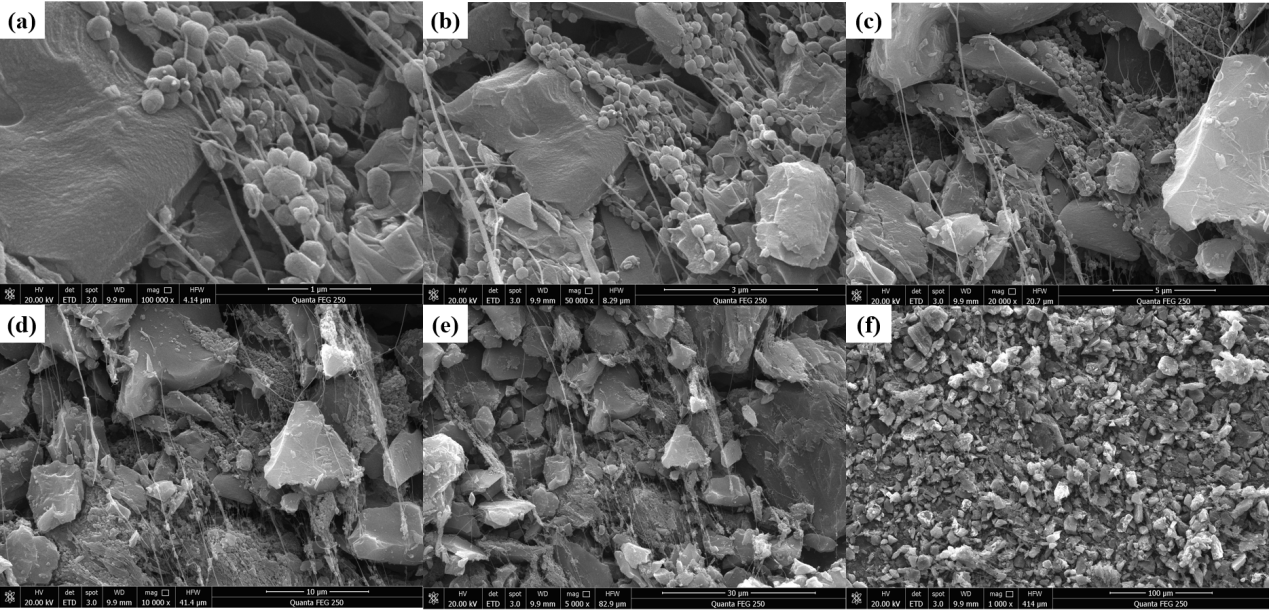 (a)
HV det spot WD mag HFW 1 µm
20.00 kV ETD 3.0 9.9 mm 100 000 x 4.14 µm Quanta FEG 250
(b)
HV det spot WD mag HFW 3 µm
20.00 kV ETD 3.0 9.9 mm 50 000 x 8.29 µm Quanta FEG 250
(c)
HV det spot WD mag HFW 5 µm
20.00 kV ETD 3.0 9.9 mm 20 000 x 20.7 µm Quanta FEG 250
(d)
HV det spot WD mag HFW 10 µm
20.00 kV ETD 3.0 9.9 mm 10 000 x 41.4 µm Quanta FEG 250
(e)
HV det spot WD mag HFW 30 µm
20.00 kV ETD 3.0 9.9 mm 5 000 x 82.9 µm Quanta FEG 250
(f)
HV det spot WD mag HFW 100 µm
20.00 kV ETD 3.0 9.9 mm 1 000 x 414 µm Quanta FEG 250